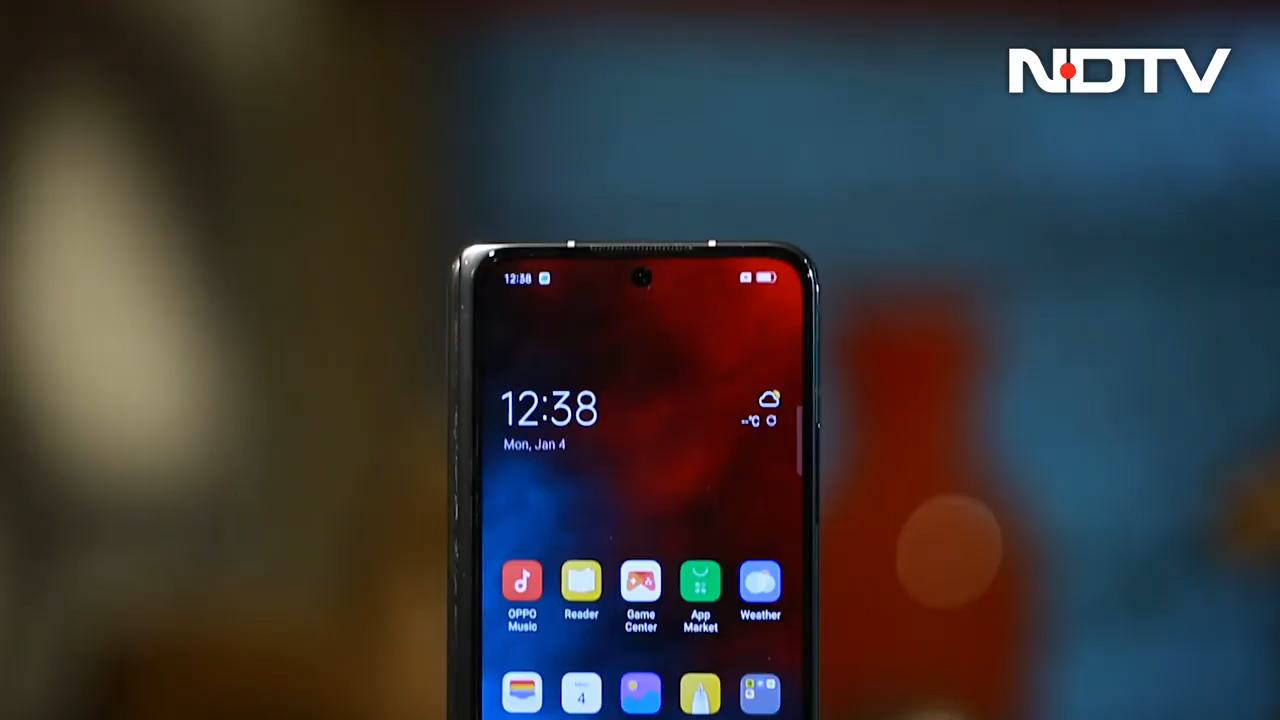 NDTV
12:38
12:38
Mon, Jan 4
--°C
OPPO Music
Reader
Game Center
App Market
Weather
4